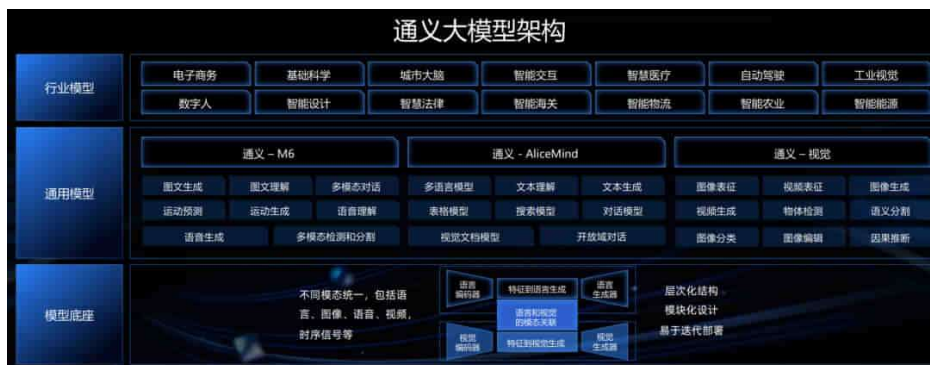 通义大模型架构
行业模型
电子商务 基础科学 城市大脑 智能交互 智慧医疗 自动驾驶 工业视觉
数字人 智能设计 智慧法律 智能海关 智能物流 智能农业 智能能源
通用模型
通义 – M6 通义 - AliceMind 通义 – 视觉
图文生成 图文理解 多模态对话 多语言模型 文本理解 文本生成 图像表征 视频表征 图像生成
运动预测 运动生成 语音理解 表格模型 搜索模型 对话模型 视频生成 物体检测 语义分割
语音生成 多模态检测和分割 视觉文档模型 开放域对话 图像分类 图像编辑 因果推断
模型底座
不同模态统一,包括语
言、图像、语音、视频,
时序信号等
语言
编码器
特征到语言生成
语言
生成器
语言和视觉
的模态关联
视觉
编码器
特征到视觉生成
视觉
生成器
层次化结构
模块化设计
易于迭代部署